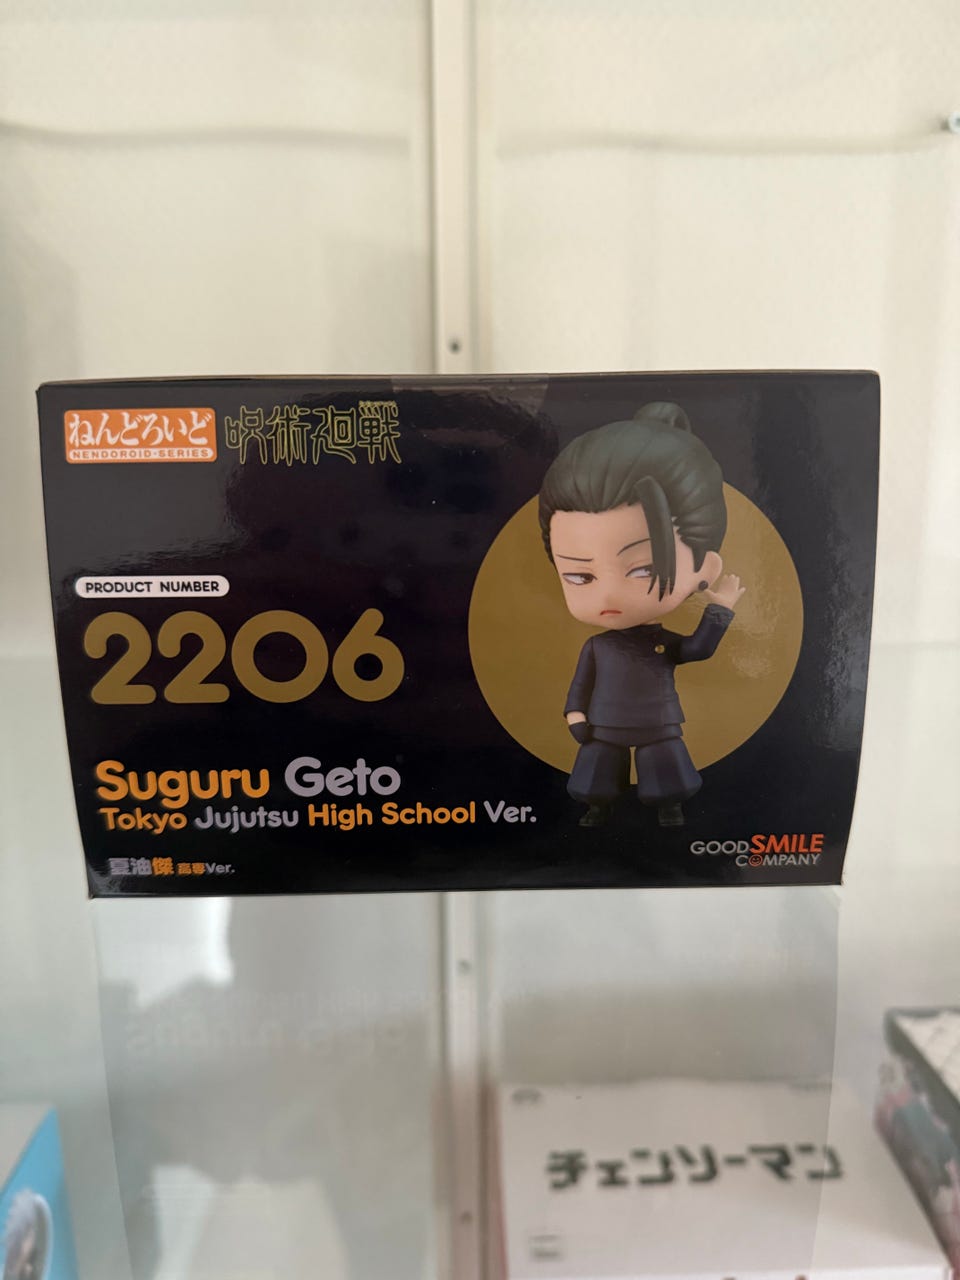 ねんどろいど
NENDOROID・SERIES
呪術廻戦
PRODUCT NUMBER
2206
Suguru Geto
Tokyo Jujutsu High School Ver.
夏油傑 高専Ver.
GOOD SMILE
COMPANY
チェンソーマン